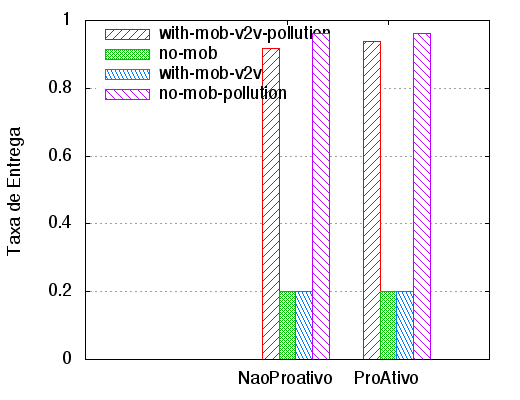 1
0.8
0.6
0.4
0.2
0
Taxa de Entrega
with-mob-v2v-pollution
no-mob
with-mob-v2v
no-mob-pollution
NaoProativo
ProAtivo